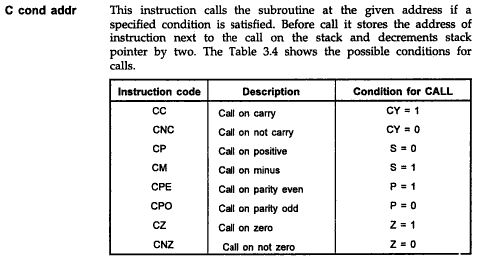 C cond addr This instruction calls the subroutine at the given address if a
specified condition is satisfied. Before call it stores the address of
instruction next to the call on the stack and decrements stack
pointer by two. The Table 3.4 shows the possible conditions for
calls.
Instruction code Description Condition for CALL
CC Call on carry CY = 1
CNC Call on not carry CY = 0
CP Call on positive S = 0
CM Call on minus S = 1
CPE Call on parity even P = 1
CPO Call on parity odd P = 0
CZ Call on zero Z = 1
CNZ Call on not zero Z = 0